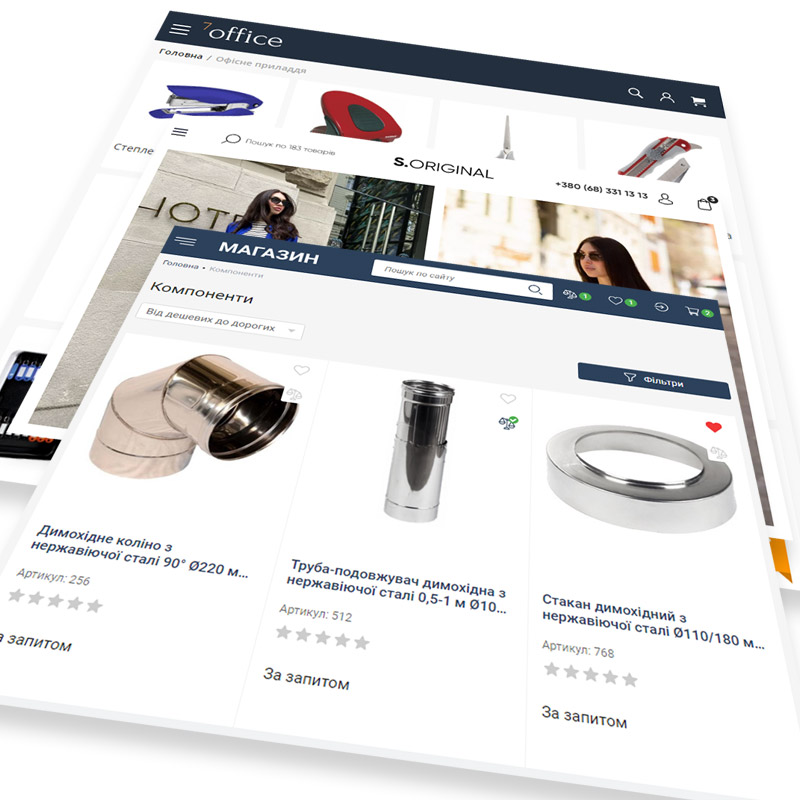 7office
Головна / Офісне приладдя
Степле
Пошук по 183 товарів
S.ORIGINAL
+380 (68) 331 13 13
3
HOT
МАГАЗИН
Пошук по сайту
1
1
2
Головна • Компоненти
Компоненти
Від дешевих до дорогих
Фільтри
Димохідне коліно з
нержавіючої сталі 90° Ø220 м...
Артикул: 256
а запитом
Труба-подовжувач димохідна з
нержавіючої сталі 0,5-1 м Ø10...
Артикул: 512
За запитом
Стакан димохідний з
нержавіючої сталі Ø110/180 м...
Артикул: 768
За запитом